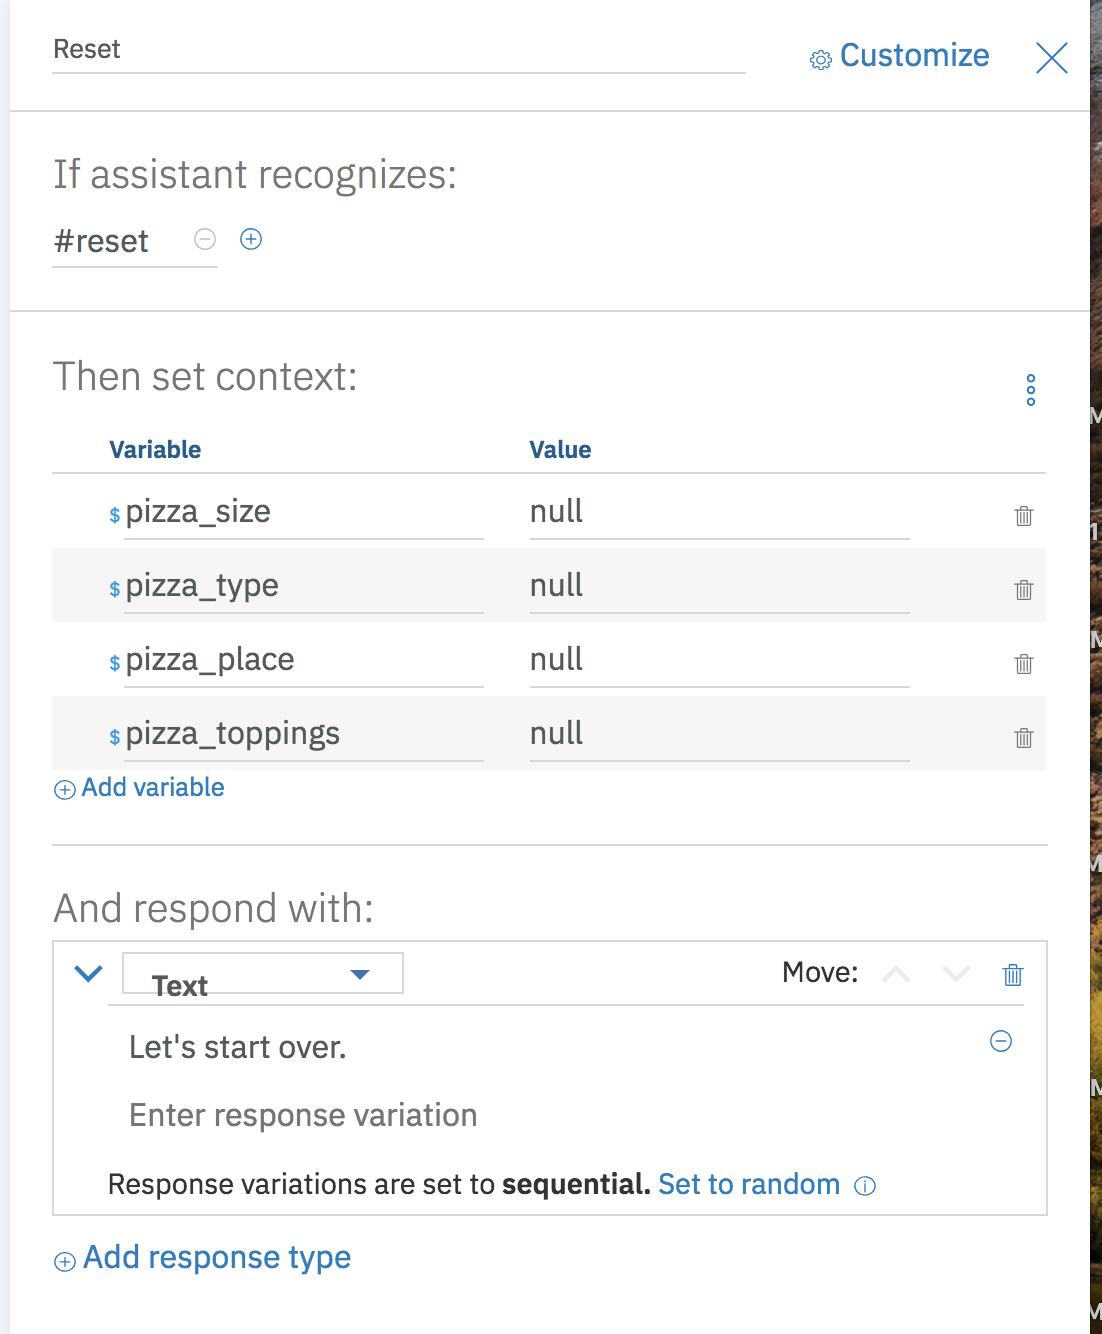 Reset
Customize
If assistant recognizes:
#reset
Then set context:
Variable Value
$ pizza_size null
$ pizza_type null
$ pizza_place null
$ pizza_toppings null
Add variable
And respond with:
Text Move:
Let's start over.
Enter response variation
Response variations are set to sequential. Set to random
Add response type